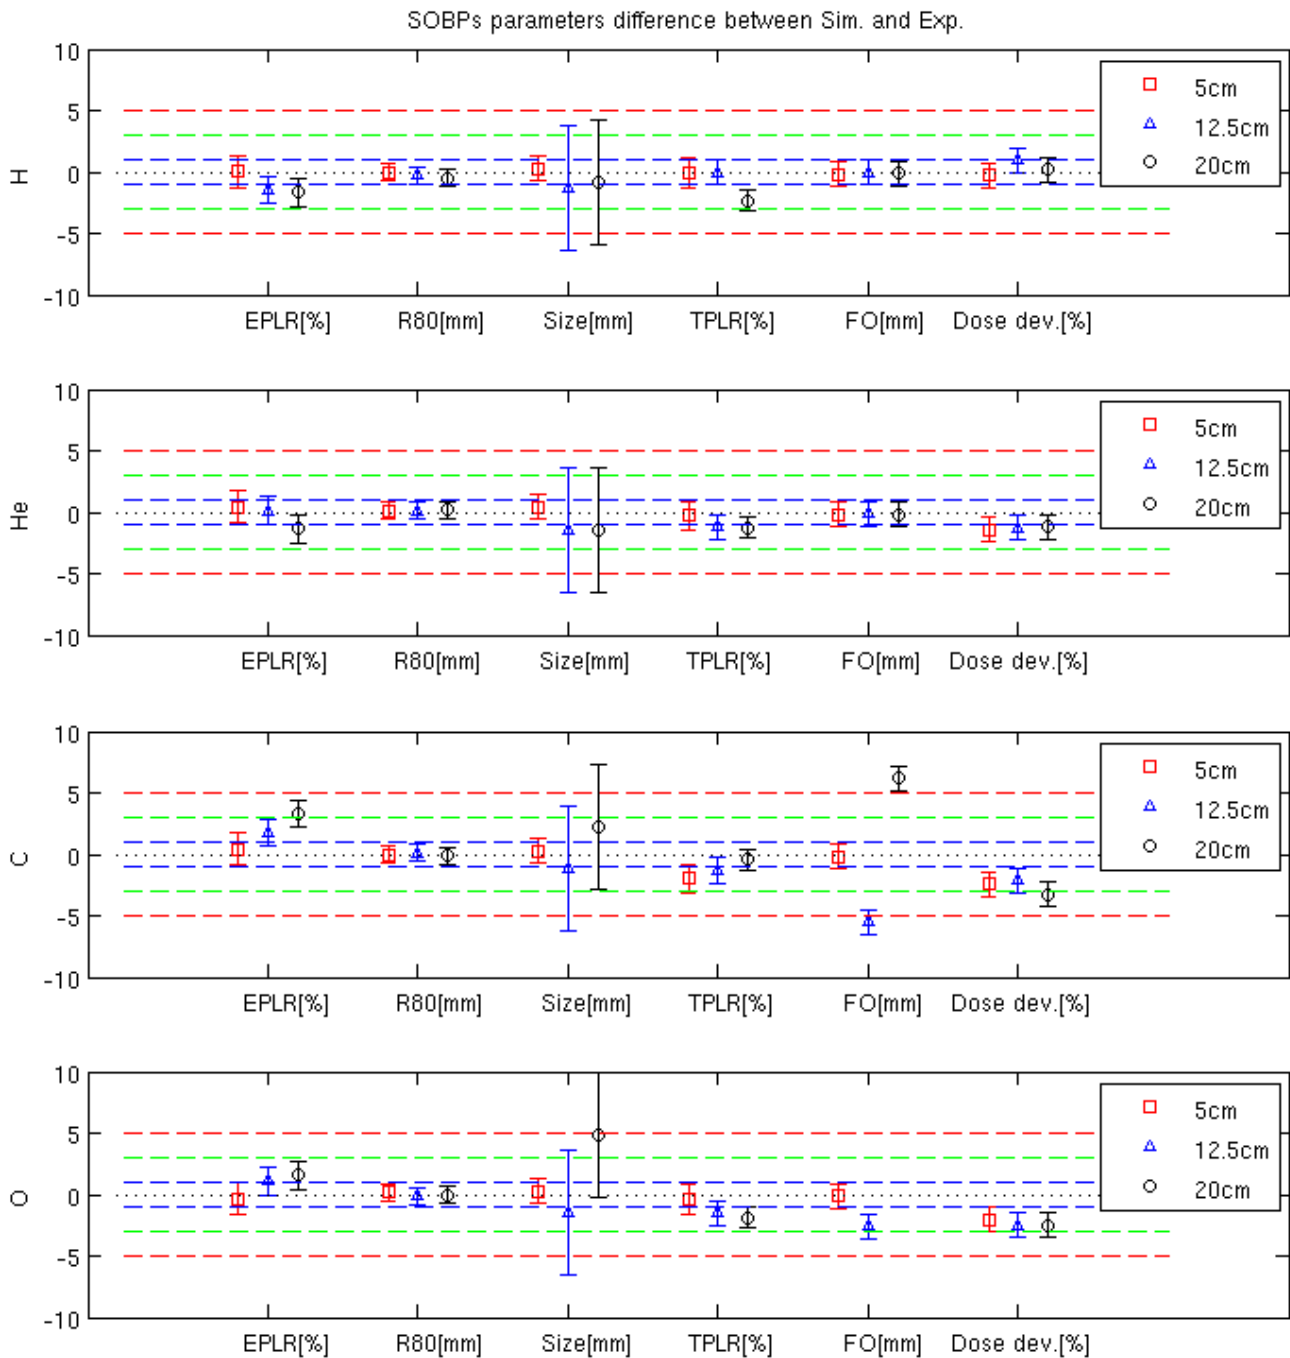 SOBPs parameters difference between Sim. and Exp.
10
5
0
-5
-10
H
EPLR[%] R80[mm] Size[mm] TPLR[%] FO[mm] Dose dev.[%]
5cm
12.5cm
20cm
10
5
0
-5
-10
He
EPLR[%] R80[mm] Size[mm] TPLR[%] FO[mm] Dose dev.[%]
5cm
12.5cm
20cm
10
5
0
-5
-10
C
EPLR[%] R80[mm] Size[mm] TPLR[%] FO[mm] Dose dev.[%]
5cm
12.5cm
20cm
10
5
0
-5
-10
O
EPLR[%] R80[mm] Size[mm] TPLR[%] FO[mm] Dose dev.[%]
5cm
12.5cm
20cm